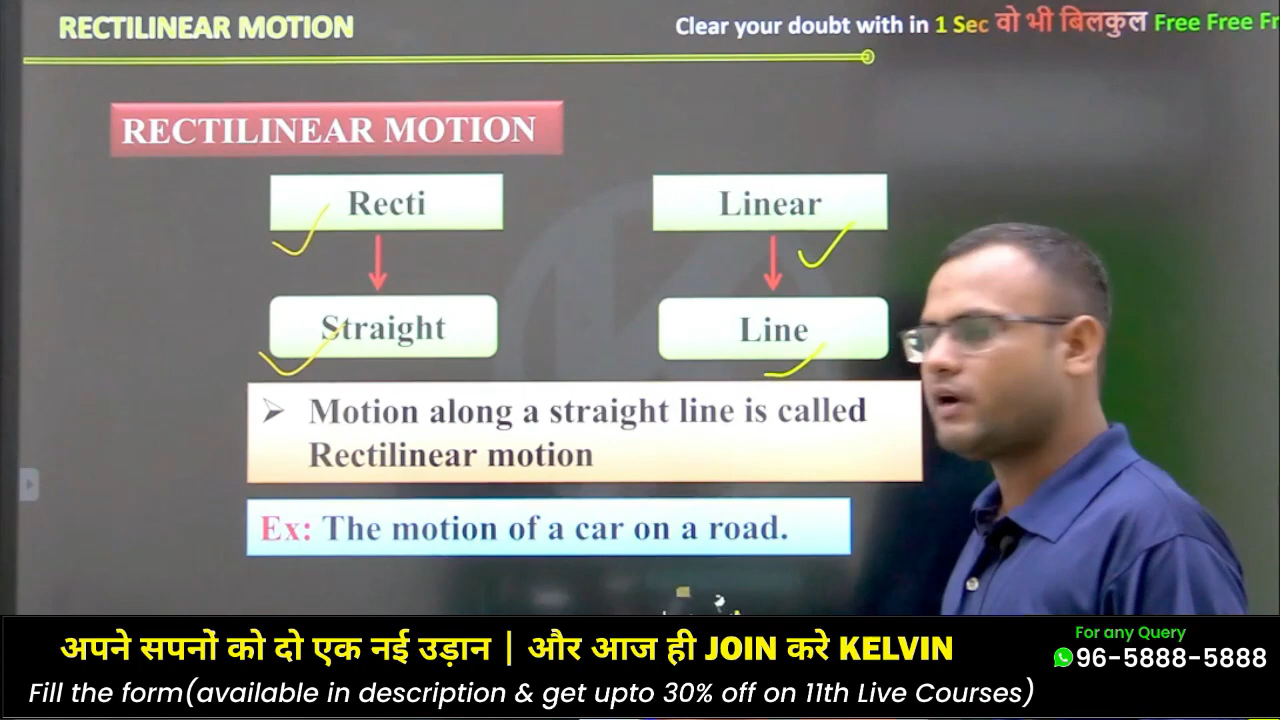 RECTILINEAR MOTION
Clear your doubt with in 1 Sec वो भी बिलकुल Free Free Fr
RECTILINEAR MOTION
Recti
Linear
Straight
Line
➢ Motion along a straight line is called
Rectilinear motion
Ex: The motion of a car on a road.
अपने सपनों को दो एक नई उड़ान | और आज ही JOIN करे KELVIN
For any Query
96-5888-5888
Fill the form(available in description & get upto 30% off on 11th Live Courses)